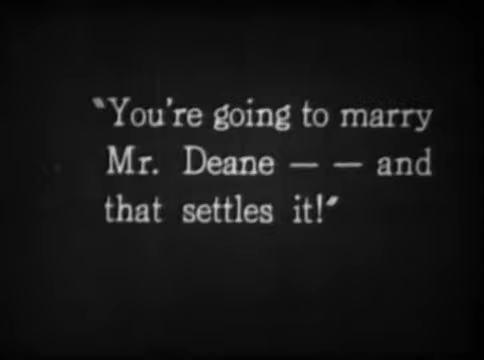 "You're going to marry
Mr. Deane — — and
that settles it!"